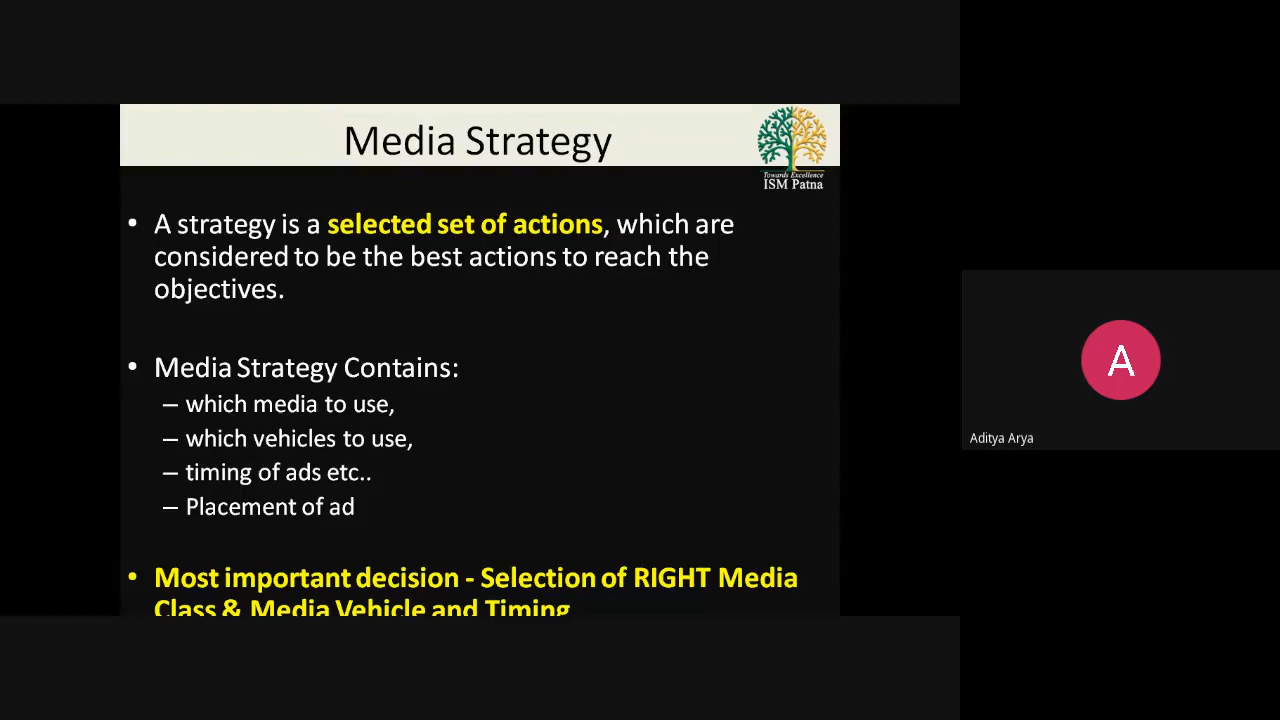 Media Strategy
Towards Excellence
ISM Patna
• A strategy is a selected set of actions, which are
considered to be the best actions to reach the
objectives.
• Media Strategy Contains:
– which media to use,
– which vehicles to use,
– timing of ads etc..
– Placement of ad
• Most important decision - Selection of RIGHT Media
Class & Media Vehicle and Timing
A
Aditya Arya